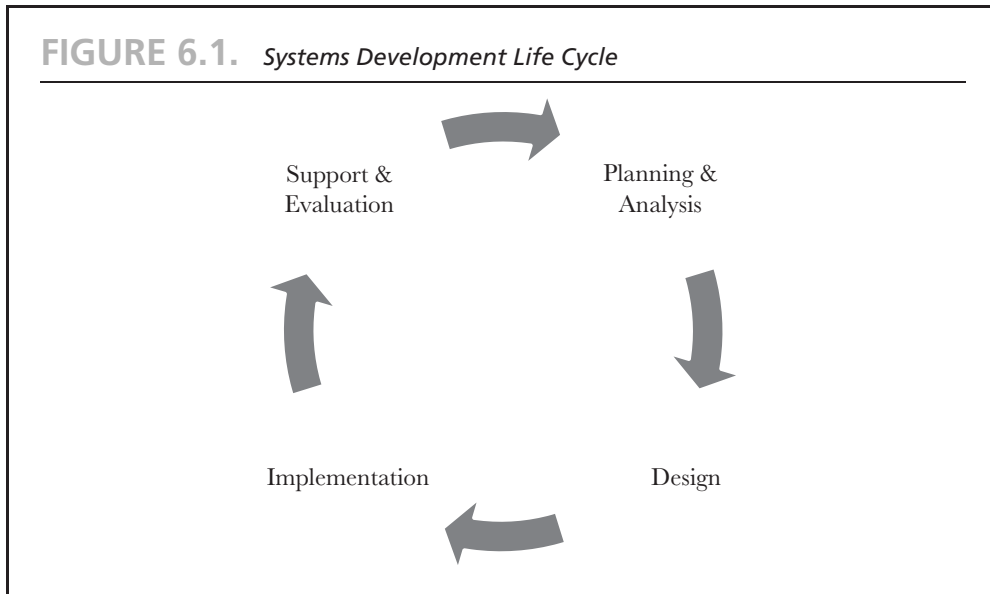 FIGURE 6.1. Systems Development Life Cycle
Support &
Evaluation
Planning &
Analysis
Implementation
Design